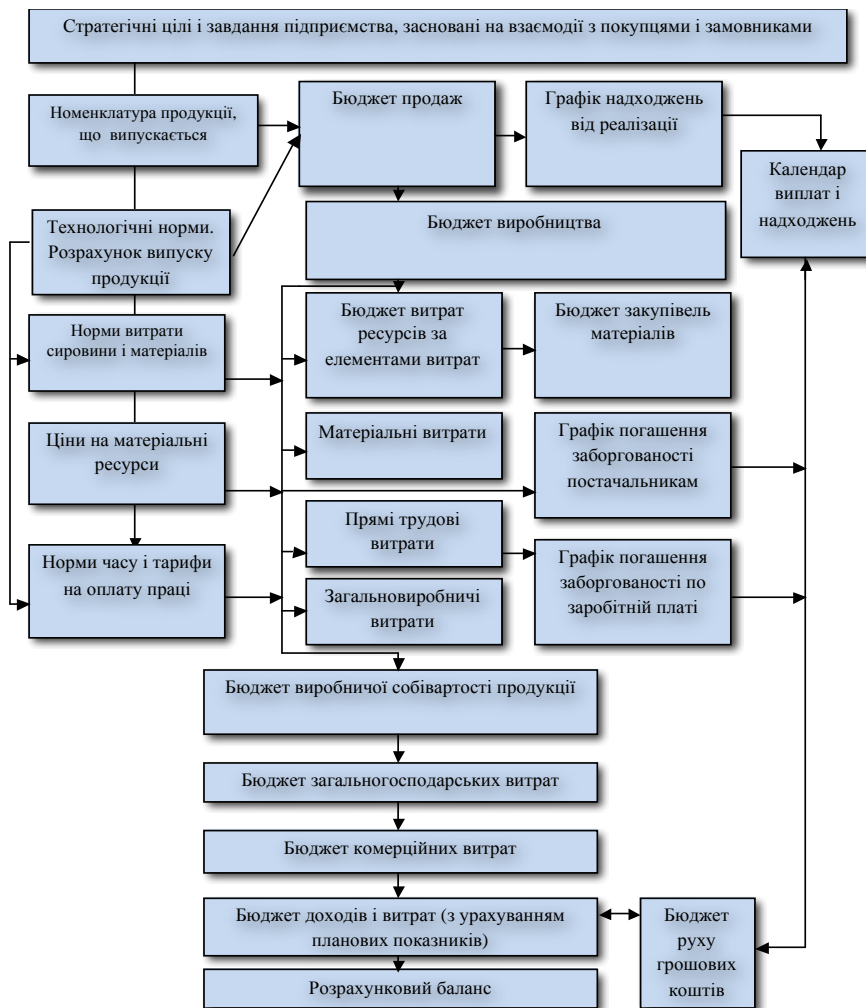 Стратегічні цілі і завдання підприємства, засновані на взаємодії з покупцями і замовниками
Номенклатура продукції,
що випускається
Бюджет продаж
Графік надходжень
від реалізації
Календар
виплат і
надходжень
Технологічні норми.
Розрахунок випуску
продукції
Бюджет виробництва
Норми витрати
сировини і матеріалів
Бюджет витрат
ресурсів за
елементами витрат
Бюджет закупівель
матеріалів
Ціни на матеріальні
ресурси
Матеріальні витрати
Графік погашення
заборгованості
постачальникам
Норми часу і тарифи
на оплату праці
Прямі трудові
витрати
Графік погашення
заборгованості по
заробітній платі
Загальновиробничі
витрати
Бюджет виробничої собівартості продукції
Бюджет загальногосподарських витрат
Бюджет комерційних витрат
Бюджет доходів і витрат (з урахуванням
планових показників)
Бюджет
руху
грошових
коштів
Розрахунковий баланс